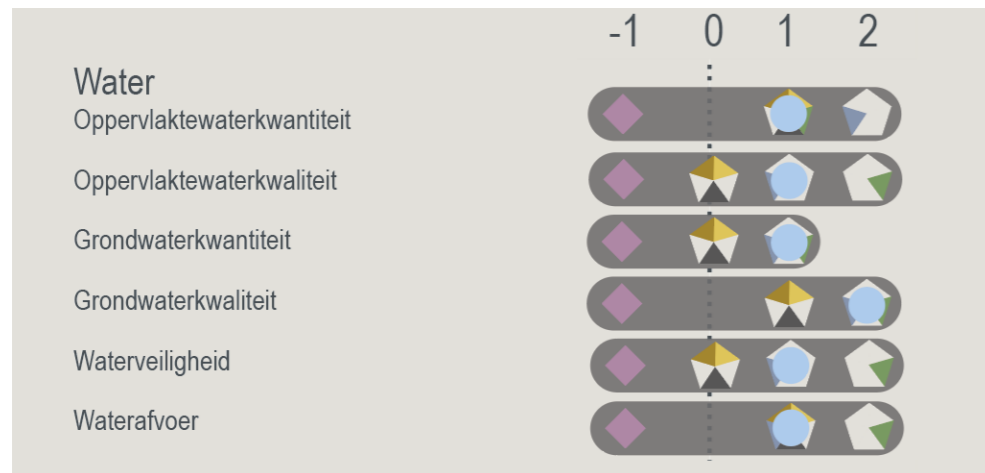 -1 0 1 2
Water
Oppervlaktewaterkwantiteit
Oppervlaktewaterkwaliteit
Grondwaterkwantiteit
Grondwaterkwaliteit
Waterveiligheid
Waterafvoer